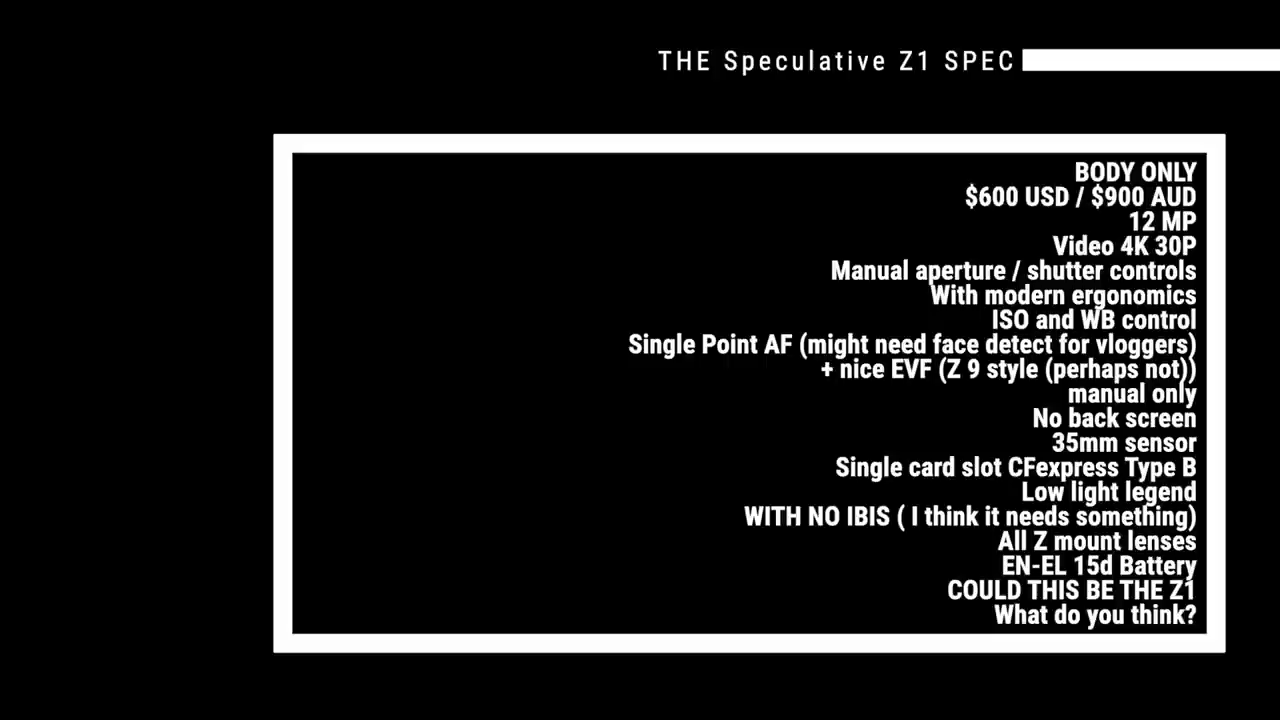 THE Speculative Z1 SPEC
BODY ONLY
$600 USD / $900 AUD
12 MP
Video 4K 30P
Manual aperture / shutter controls
With modern ergonomics
ISO and WB control
Single Point AF (might need face detect for vloggers)
+ nice EVF (Z 9 style (perhaps not))
manual only
No back screen
35mm sensor
Single card slot CFexpress Type B
Low light legend
WITH NO IBIS ( I think it needs something)
All Z mount lenses
EN-EL 15d Battery
COULD THIS BE THE Z1
What do you think?